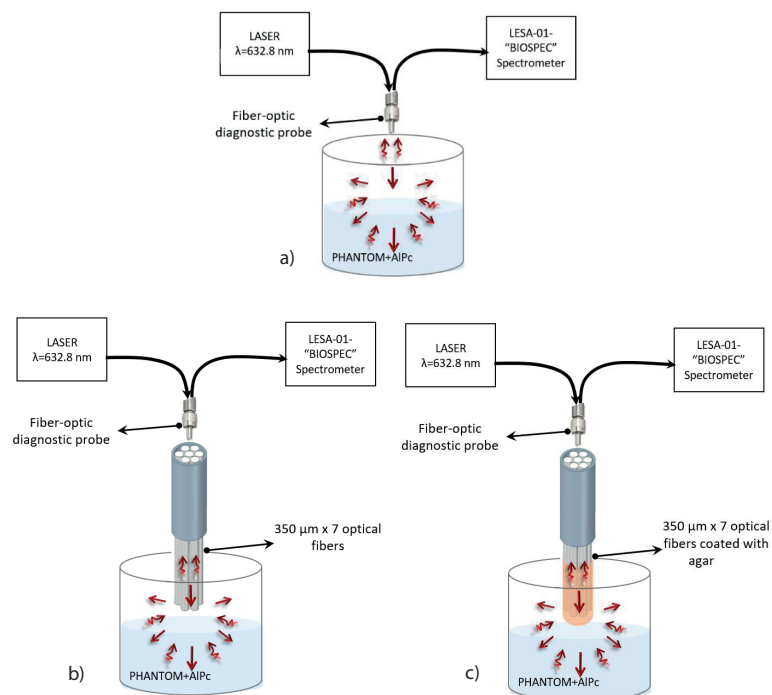 LASER
λ=632.8 nm
LESA-01-
“BIOSPEC”
Spectrometer
Fiber-optic
diagnostic probe
PHANTOM+AlPc
a)
LASER
λ=632.8 nm
LESA-01-
“BIOSPEC”
Spectrometer
Fiber-optic
diagnostic probe
350 μm x 7 optical
fibers
PHANTOM+AlPc
b)
LASER
λ=632.8 nm
LESA-01-
“BIOSPEC”
Spectrometer
Fiber-optic
diagnostic probe
350 μm x 7 optical
fibers coated with
agar
PHANTOM+AlPc
c)